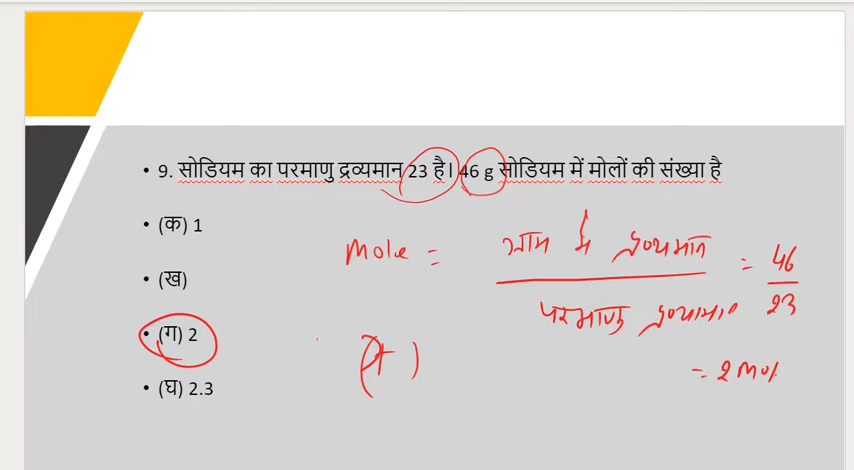 • 9. सोडियम का परमाणु द्रव्यमान 23 है। 46 g सोडियम में मोलों की संख्या है
• (क) 1
• (ख)
• (ग) 2
• (घ) 2.3
Mole = ग्राम में द्रव्यमान = 46
परमाणु द्रव्यमान 23
= 2 mol
(ग)